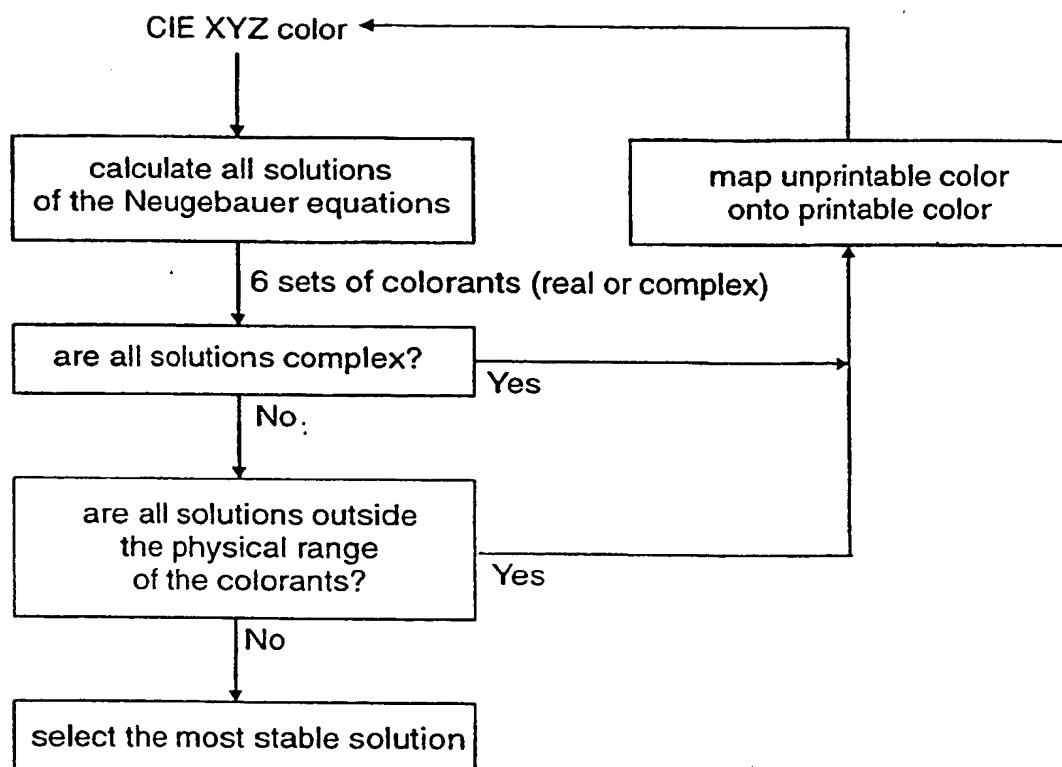 CIE XYZ color
calculate all solutions
of the Neugebauer equations
map unprintable color
onto printable color
6 sets of colorants (real or complex)
are all solutions complex?
Yes
No:
are all solutions outside
the physical range
of the colorants?
Yes
No
select the most stable solution